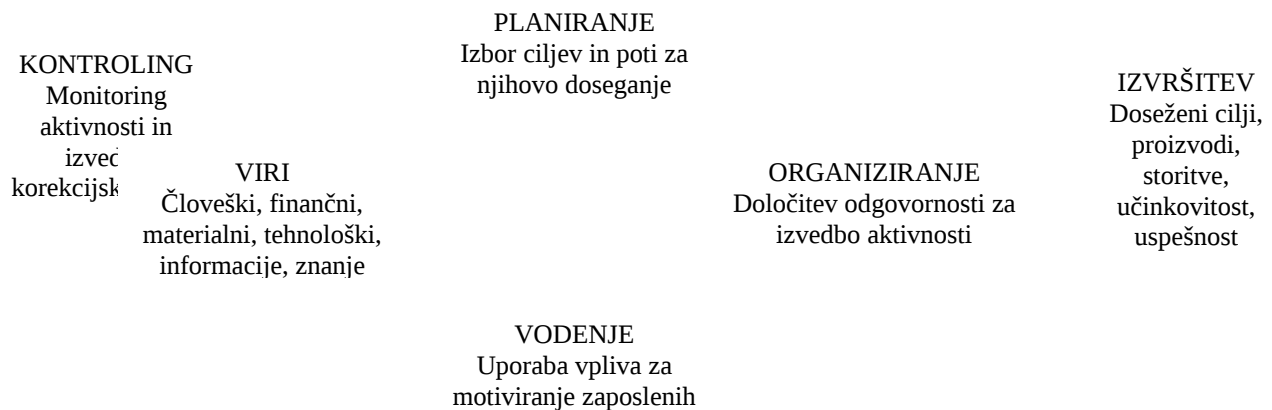 PLANIRANJE
Izbor ciljev in poti za
njihovo doseganje
KONTROLING
Monitoring
aktivnosti in
IZVRŠITEV
Doseženi cilji,
proizvodi,
storitve,
učinkovitost,
uspešnost
VIRI
Človeški, finančni,
materialni, tehnološki,
informacije, znanje
ORGANIZIRANJE
Določitev odgovornosti za
izvedbo aktivnosti
VODENJE
Uporaba vpliva za
motiviranje zaposlenih